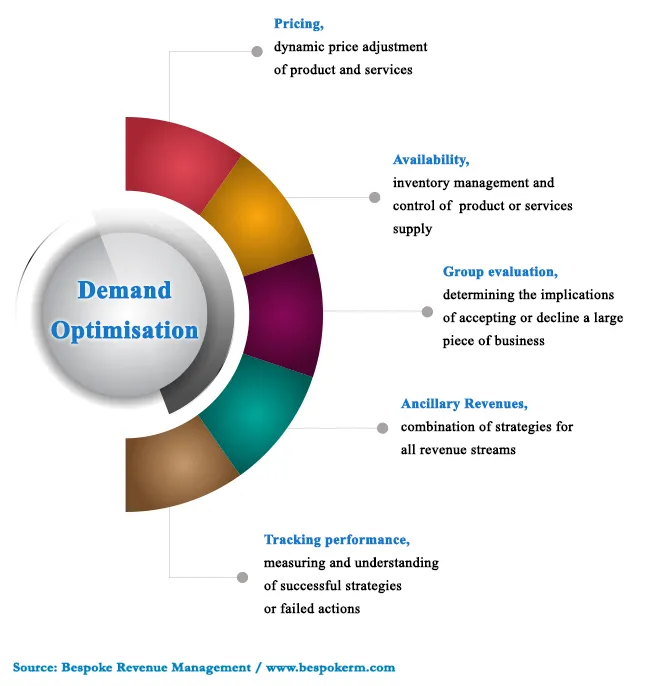 Pricing,
dynamic price adjustment
of product and services
Availability,
inventory management and
control of product or services
supply
Demand
Optimisation
Group evaluation,
determining the implications
of accepting or decline a large
piece of business
Ancillary Revenues,
combination of strategies for
all revenue streams
Tracking performance,
measuring and understanding
of successful strategies
or failed actions
Source: Bespoke Revenue Management / www.bespokerm.com